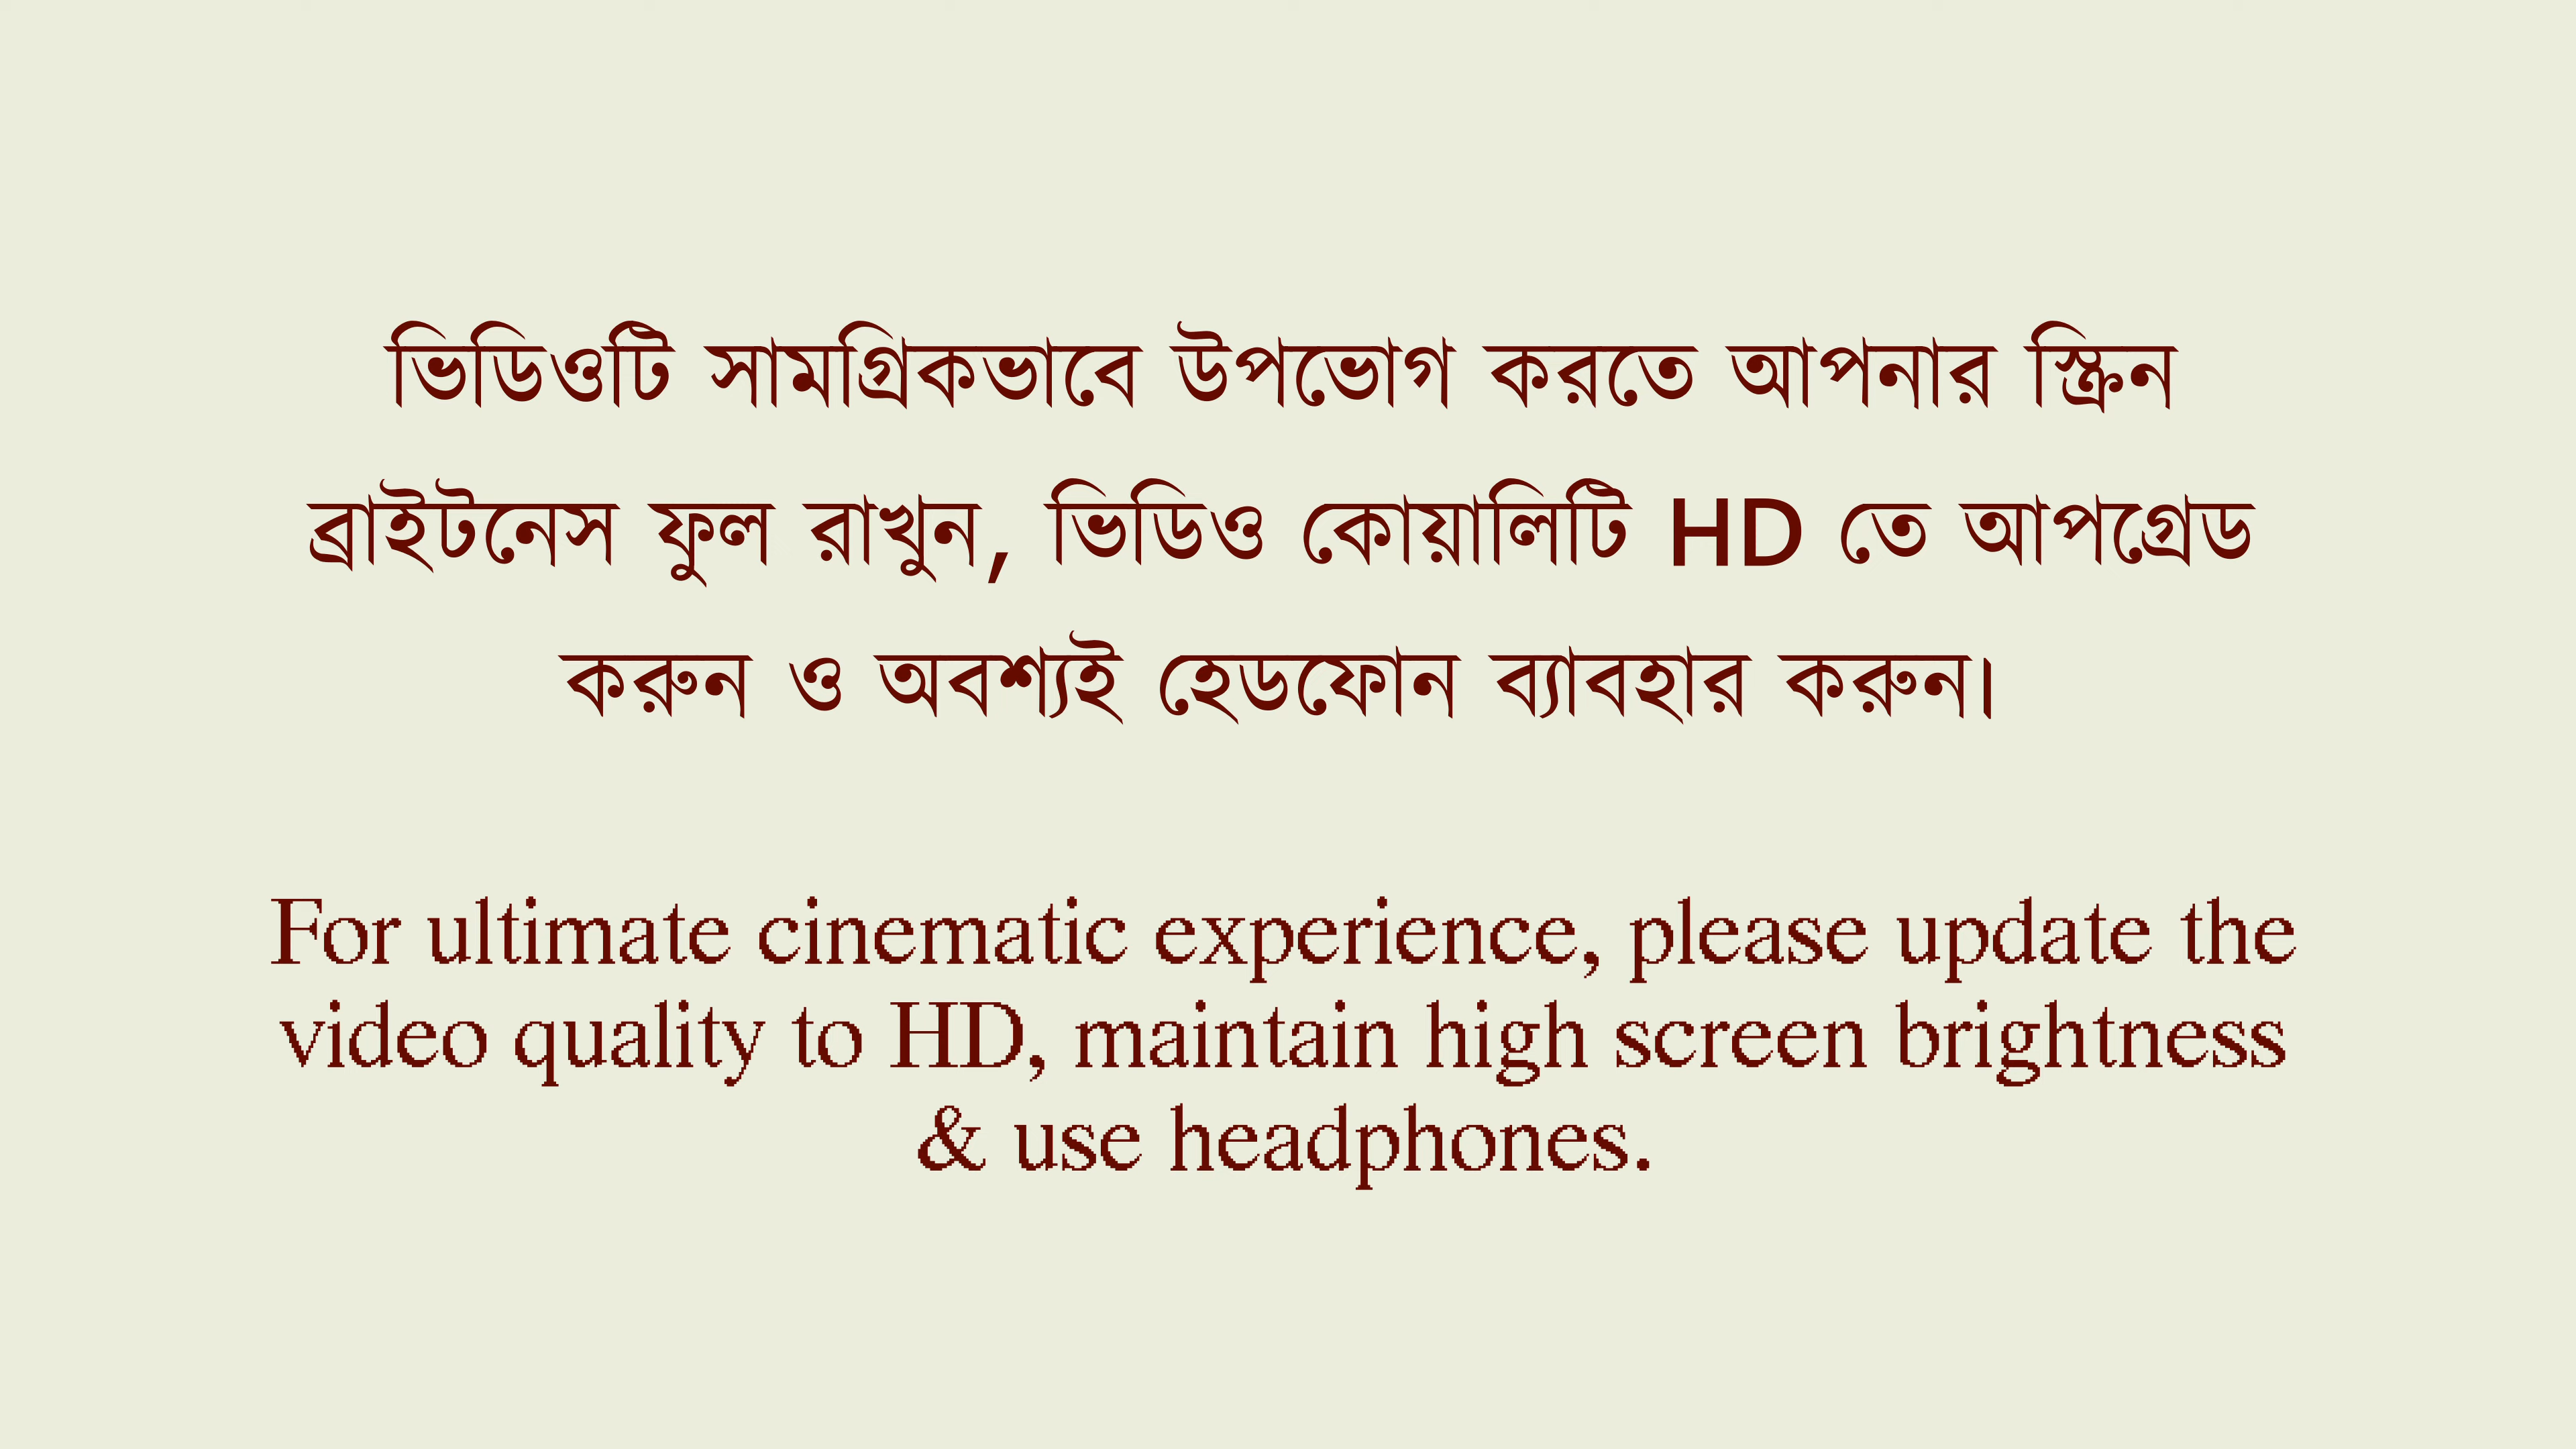 ভিডিওটি সামগ্রিকভাবে উপভোগ করতে আপনার স্ক্রিন
ব্রাইটনেস ফুল রাখুন, ভিডিও কোয়ালিটি HD তে আপগ্রেড
করুন ও অবশ্যই হেডফোন ব্যাবহার করুন।
For ultimate cinematic experience, please update the
video quality to HD, maintain high screen brightness
& use headphones.